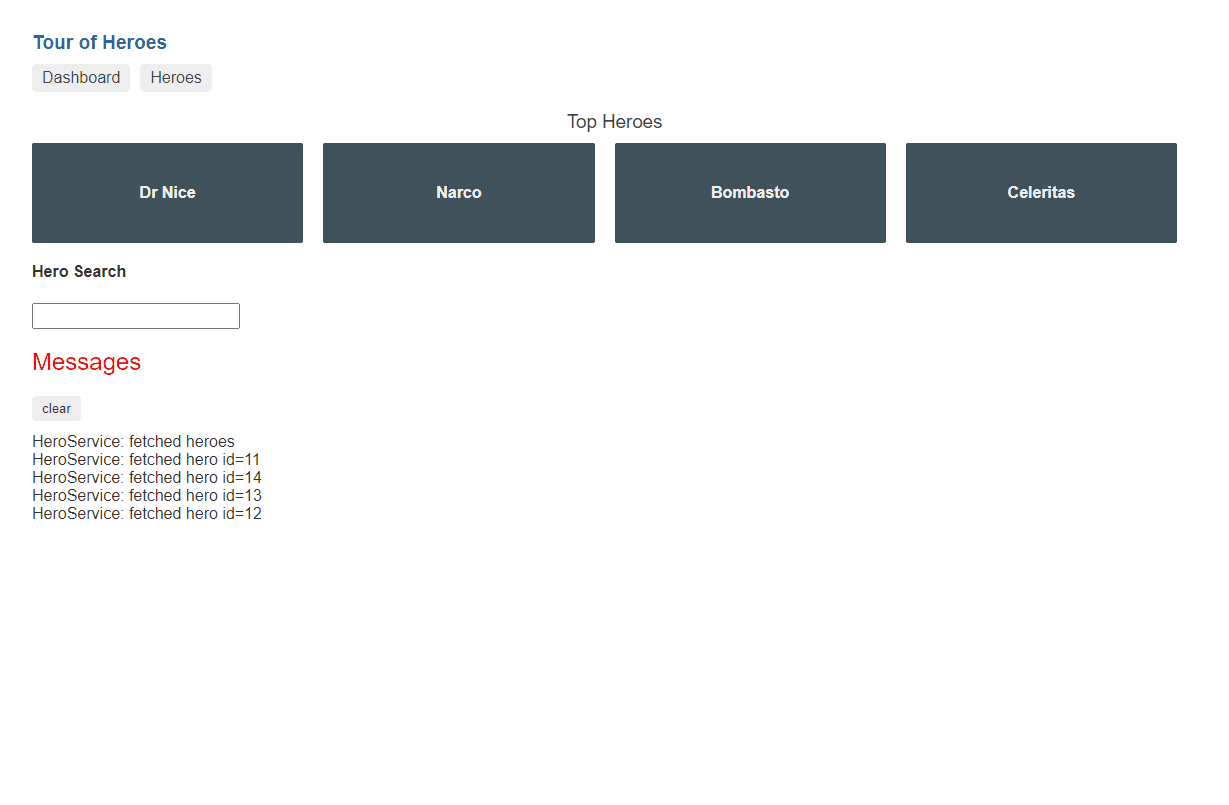 Tour of Heroes
Dashboard Heroes
Top Heroes
Dr Nice Narco Bombasto Celeritas
Hero Search
Messages
clear
HeroService: fetched heroes
HeroService: fetched hero id=11
HeroService: fetched hero id=14
HeroService: fetched hero id=13
HeroService: fetched hero id=12